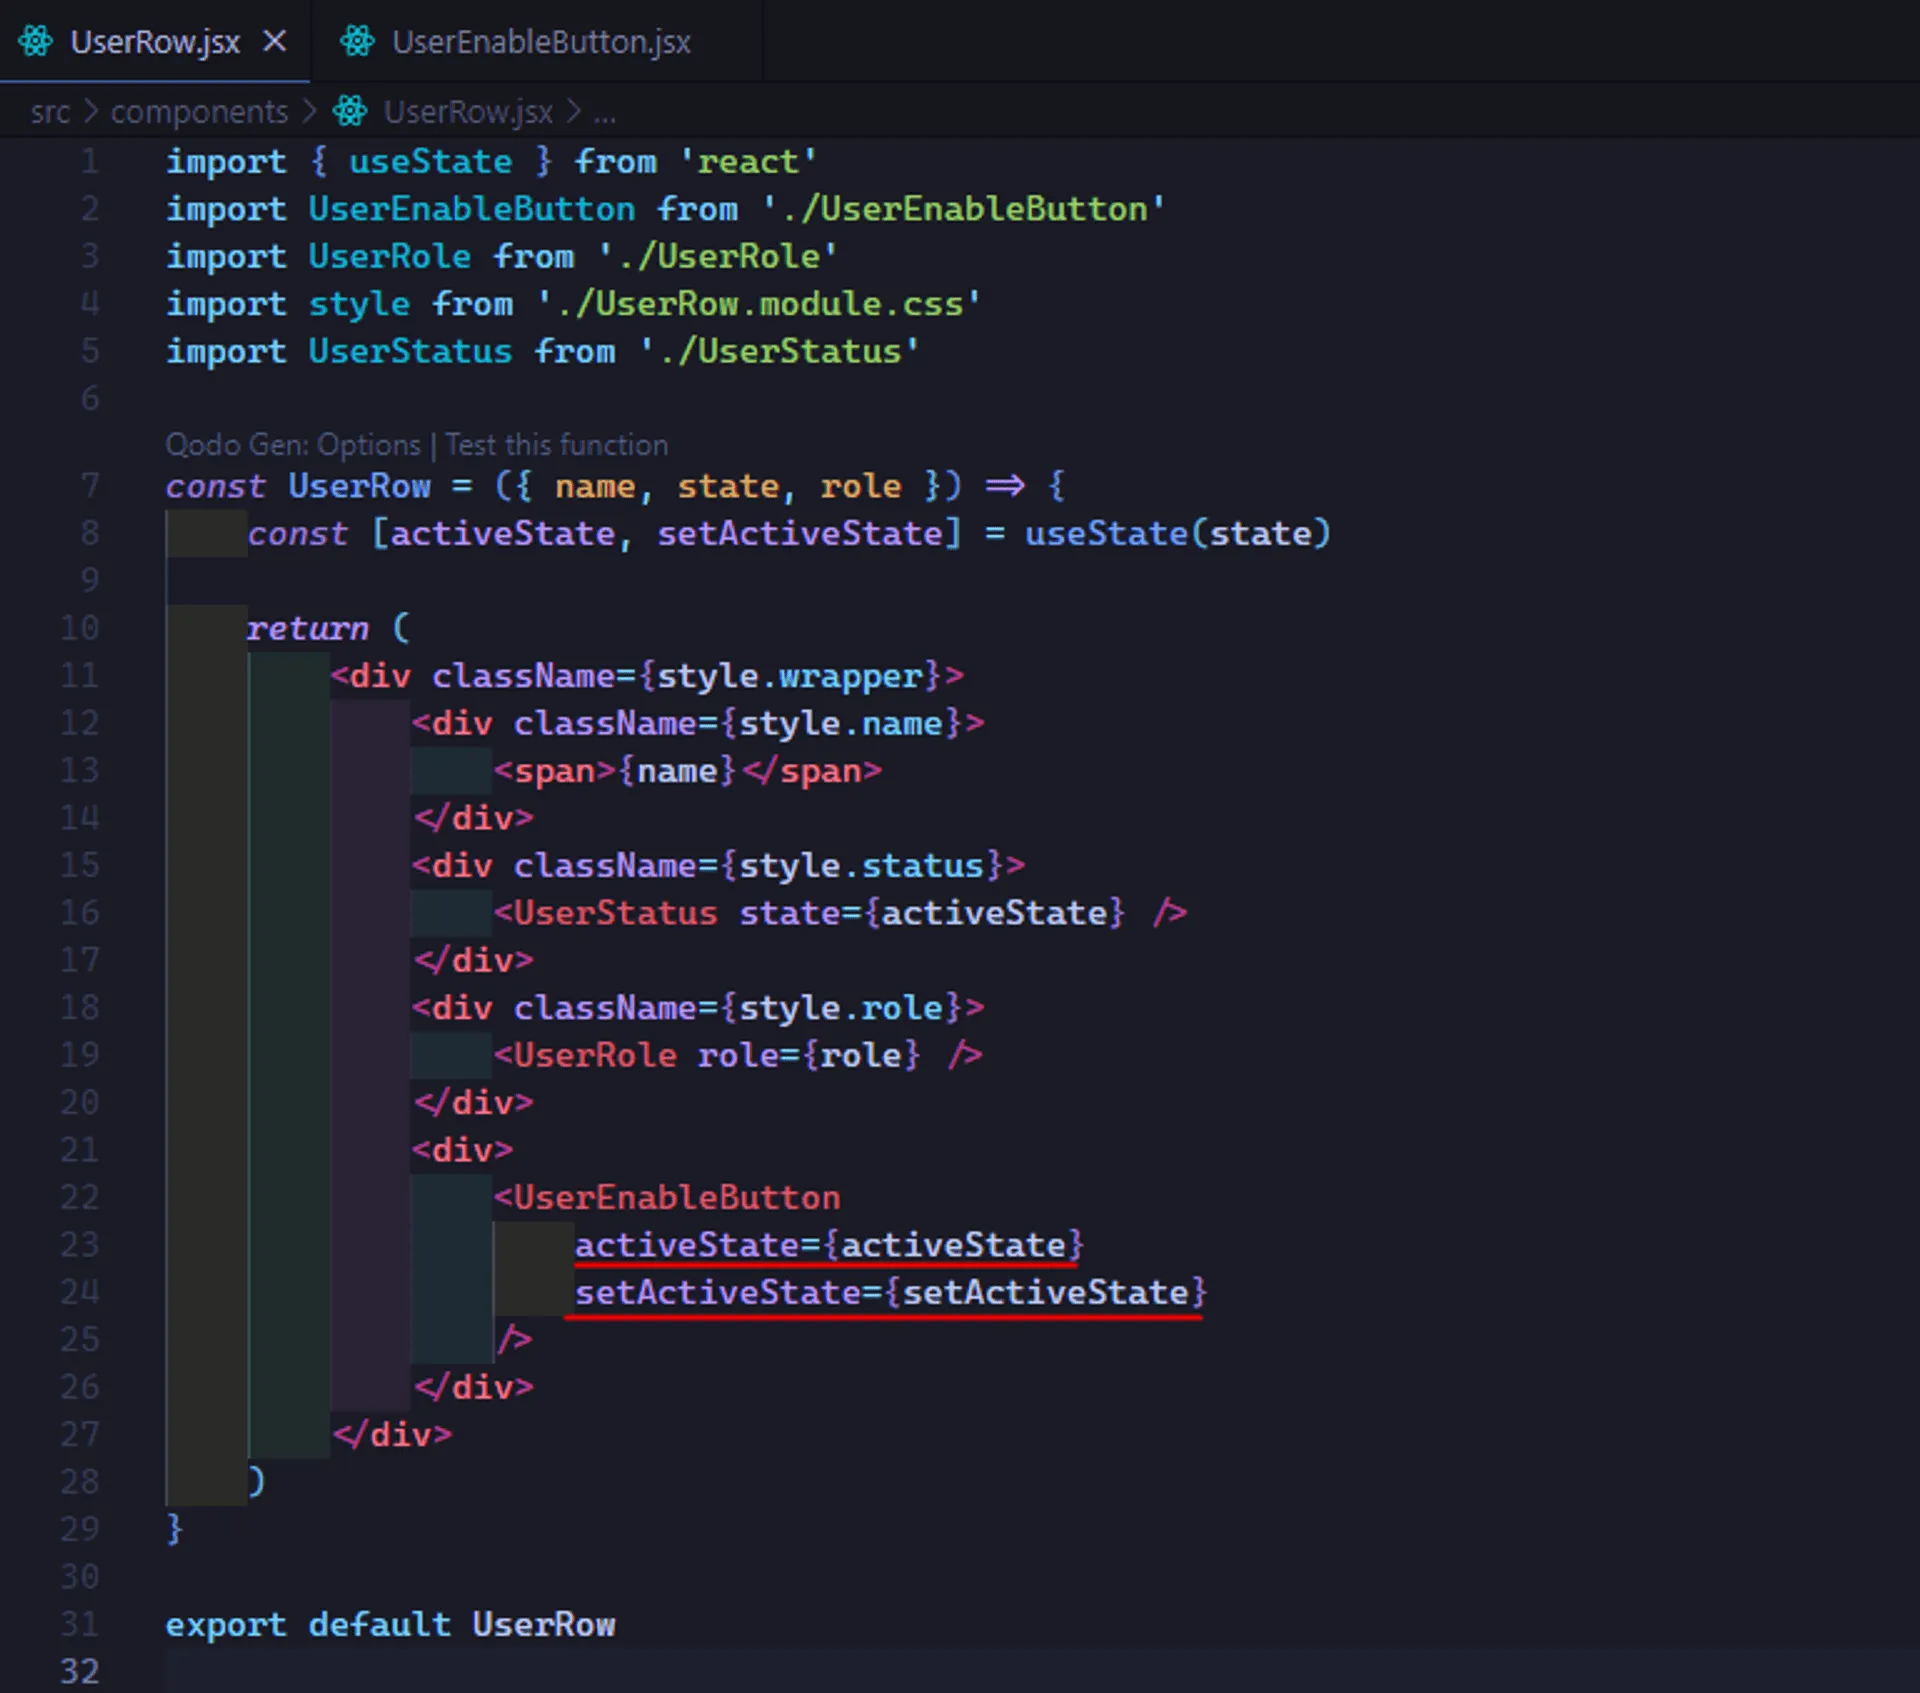 UserRow.jsx
UserEnableButton.jsx
src > components > UserRow.jsx > ...
1 import { useState } from 'react'
2 import UserEnableButton from './UserEnableButton'
3 import UserRole from './UserRole'
4 import style from './UserRow.module.css'
5 import UserStatus from './UserStatus'
6
Qodo Gen: Options | Test this function
7 const UserRow = ({ name, state, role }) => {
8 const [activeState, setActiveState] = useState(state)
9
10 return (
11 <div className={style.wrapper}>
12 <div className={style.name}>
13 <span>{name}</span>
14 </div>
15 <div className={style.status}>
16 <UserStatus state={activeState} />
17 </div>
18 <div className={style.role}>
19 <UserRole role={role} />
20 </div>
21 <div>
22 <UserEnableButton
23 activeState={activeState}
24 setActiveState={setActiveState}
25 />
26 </div>
27 </div>
28 )
29 }
30
31 export default UserRow
32